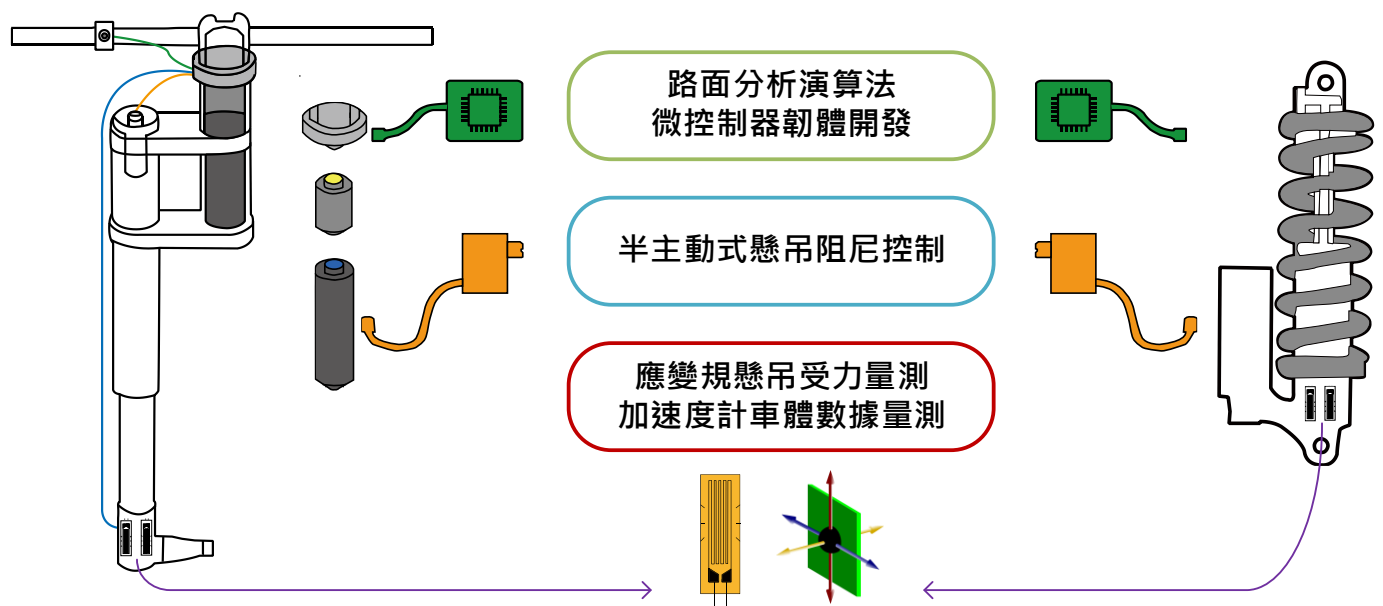 路面分析演算法
微控制器韌體開發
半主動式懸吊阻尼控制
應變規懸吊受力量測
加速度計車體數據量測